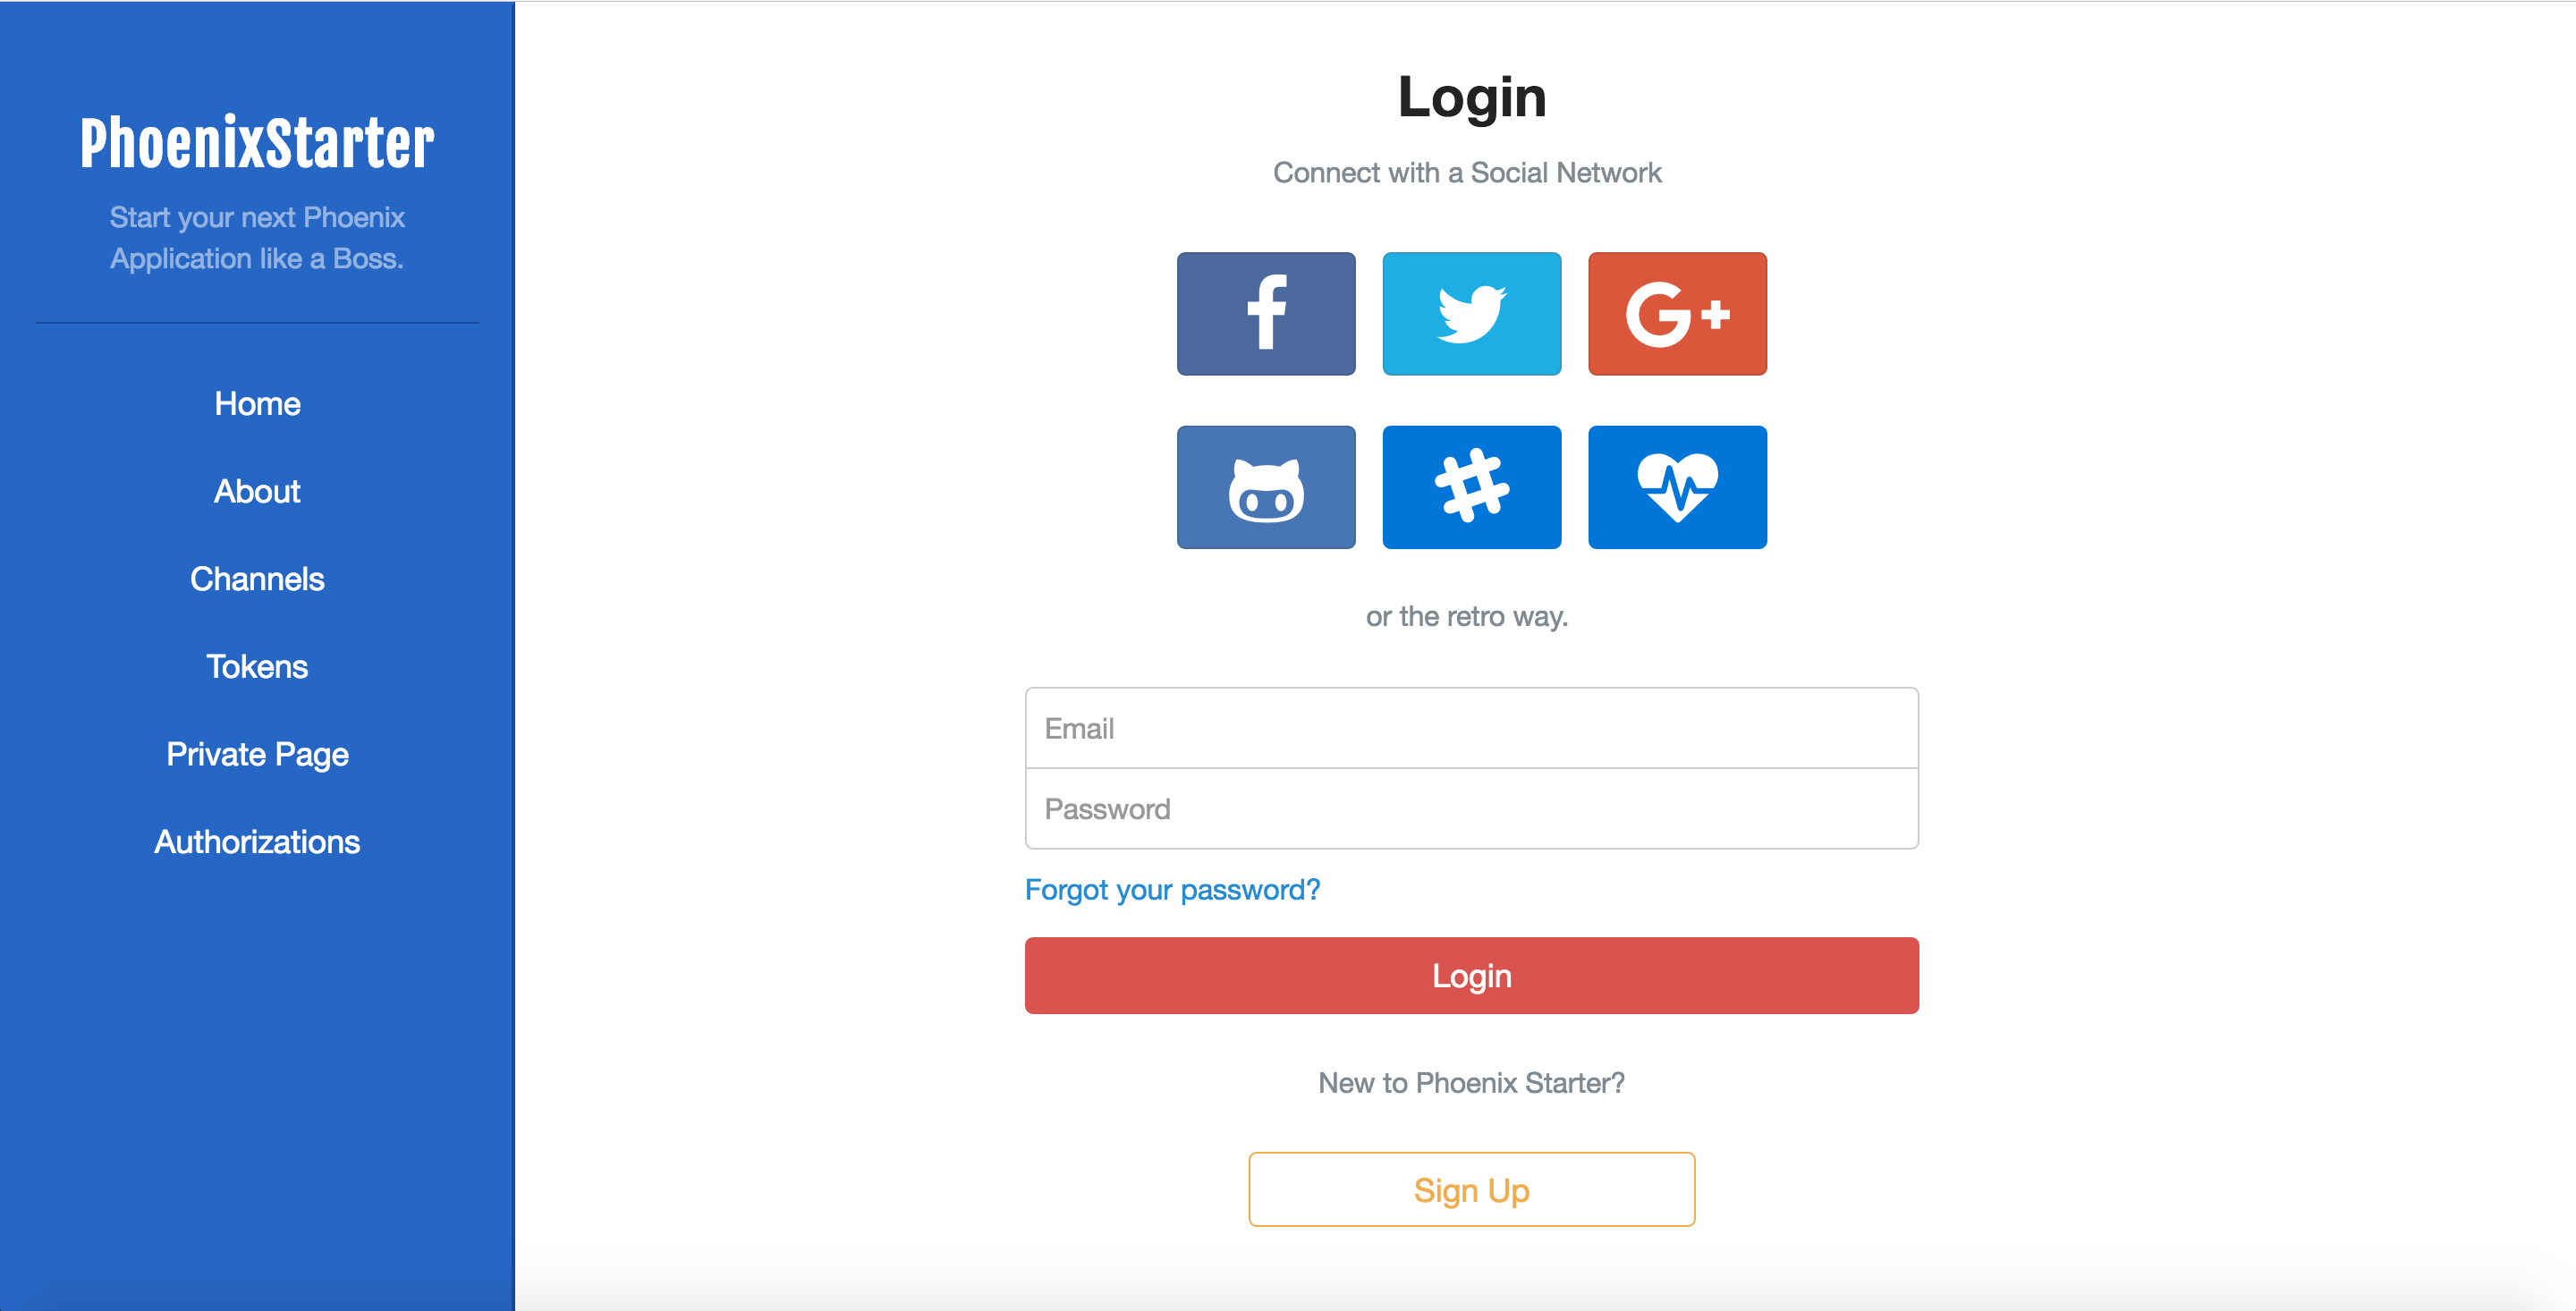 PhoenixStarter
Start your next Phoenix
Application like a Boss.
Home
About
Channels
Tokens
Private Page
Authorizations
Login
Connect with a Social Network
f
G+
or the retro way.
Email
Password
Forgot your password?
Login
New to Phoenix Starter?
Sign Up